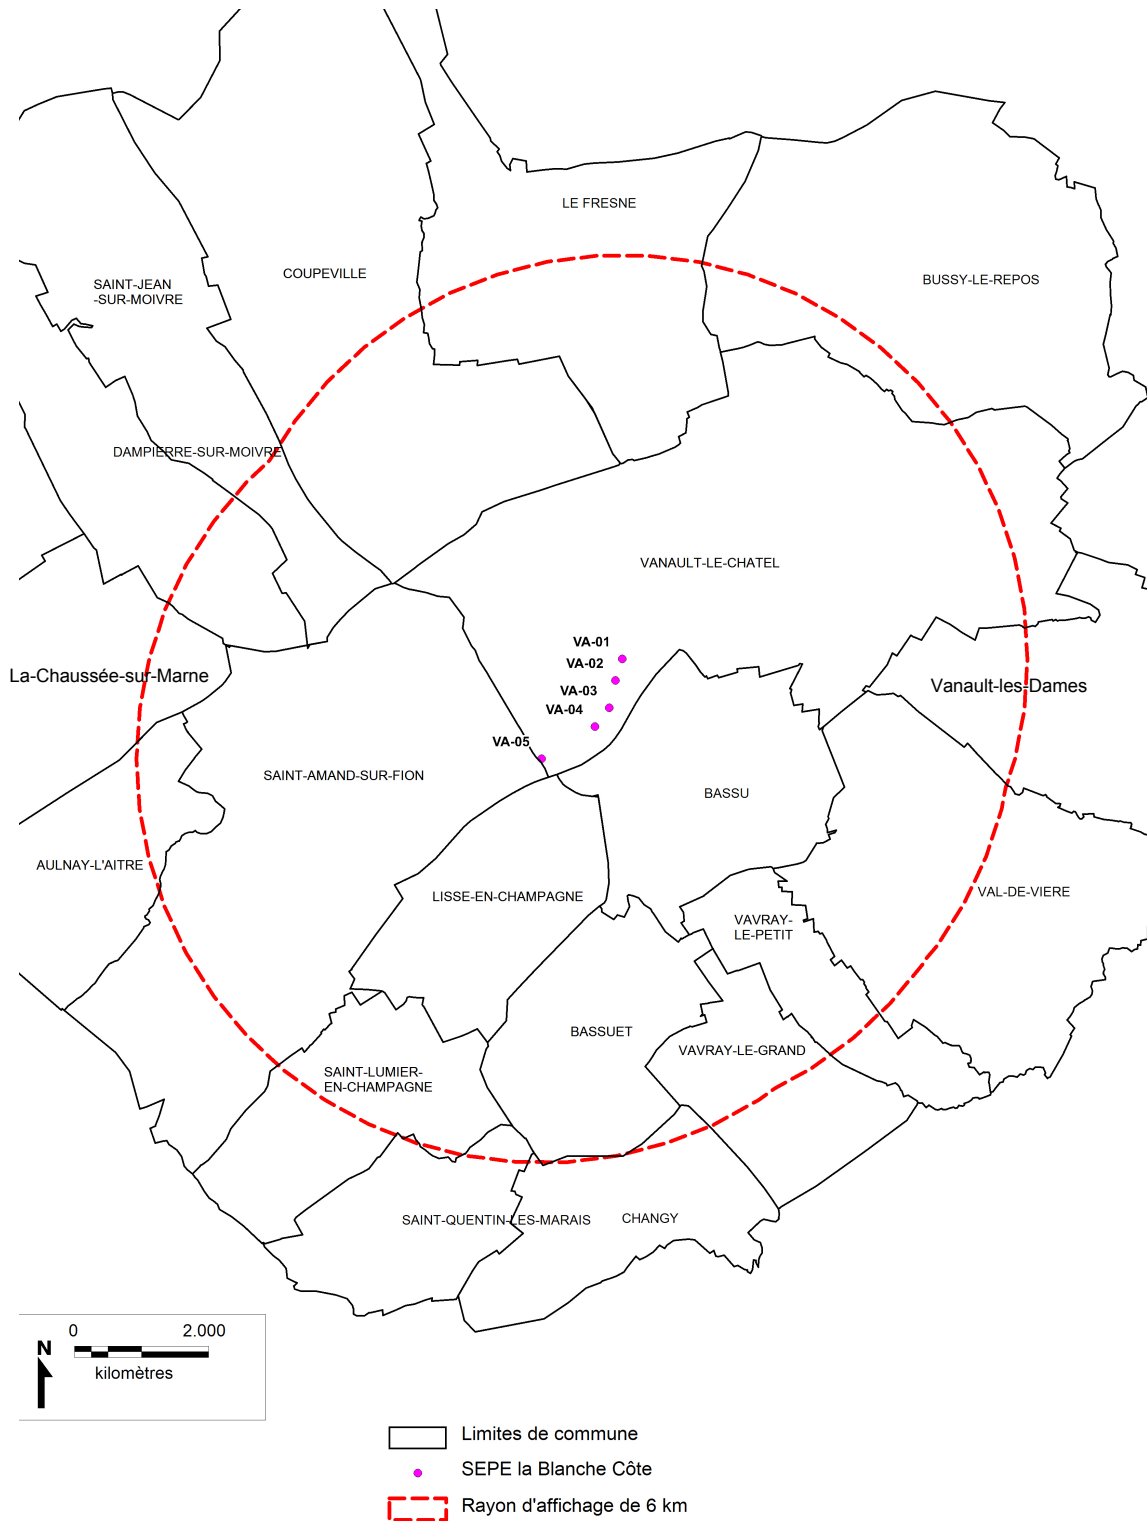 LE FRESNE
COUPEVILLE
BUSSY-LE-REPOS
SAINT-JEAN
-SUR-MOIVRE
DAMPIERRE-SUR-MOIVRE
VANAULT-LE-CHATEL
VA-01
VA-02
VA-03
VA-04
VA-05
La-Chaussée-sur-Marne
Vanault-les-Dames
SAINT-AMAND-SUR-FION
BASSU
AULNAY-L'AITRE
LISSE-EN-CHAMPAGNE
VAL-DE-VIERE
VAVRAY-
LE-PETIT
BASSUET
VAVRAY-LE-GRAND
SAINT-LUMIER-
EN-CHAMPAGNE
SAINT-QUENTIN-LES-MARAIS
CHANGY
0 2.000
N
kilomètres
Limites de commune
SEPE la Blanche Côte
Rayon d'affichage de 6 km